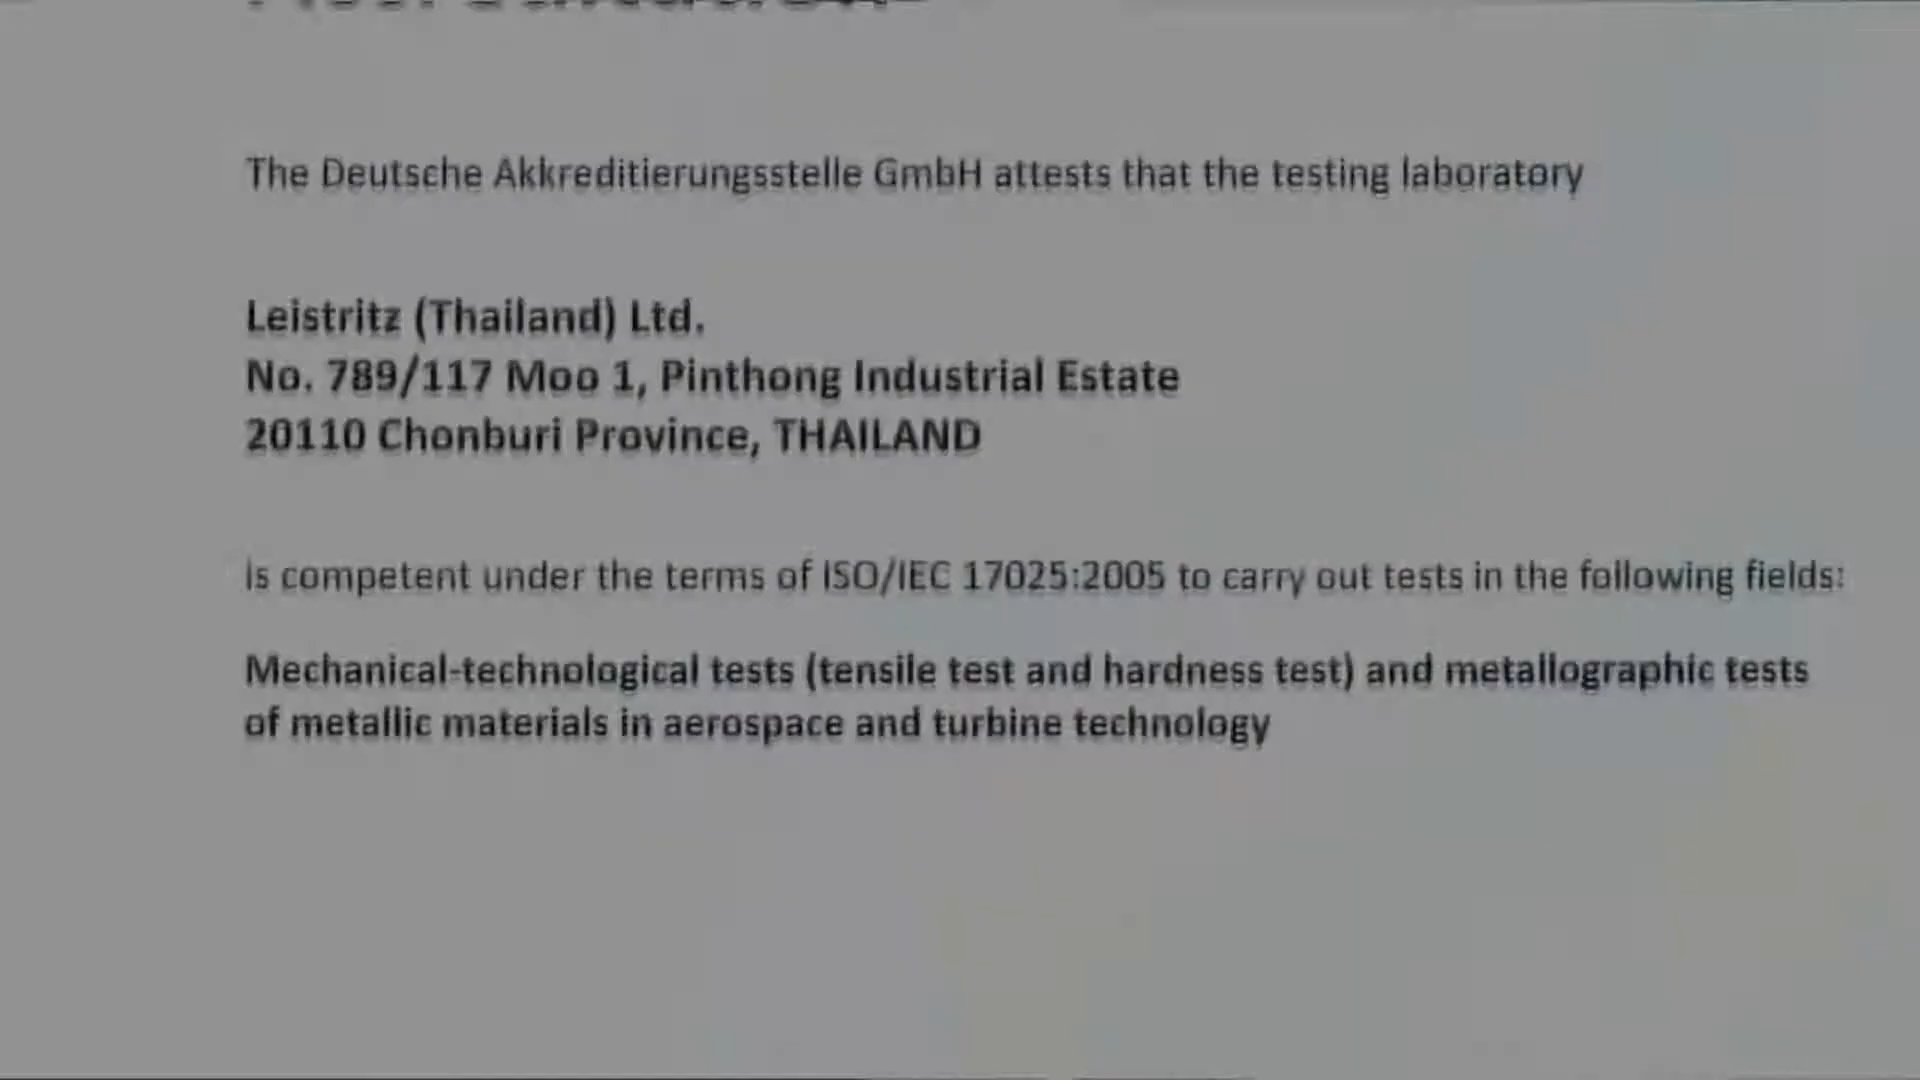 The Deutsche Akkreditierungsstelle GmbH attests that the testing laboratory
Leistritz (Thailand) Ltd.
No. 789/117 Moo 1, Pinthong Industrial Estate
20110 Chonburi Province, THAILAND
is competent under the terms of ISO/IEC 17025:2005 to carry out tests in the following fields:
Mechanical-technological tests (tensile test and hardness test) and metallographic tests
of metallic materials in aerospace and turbine technology